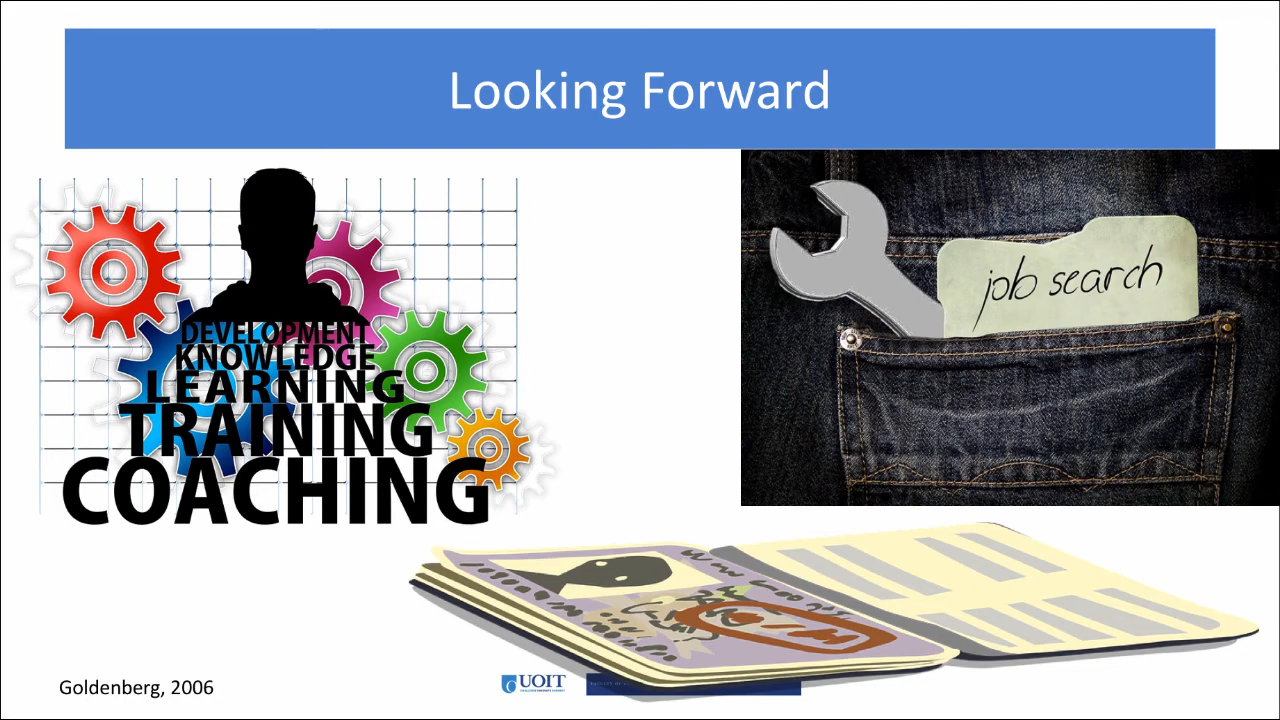 Looking Forward
DEVELOPMENT
KNOWLEDGE
LEARNING
TRAINING
COACHING
job search
Goldenberg, 2006
UOIT